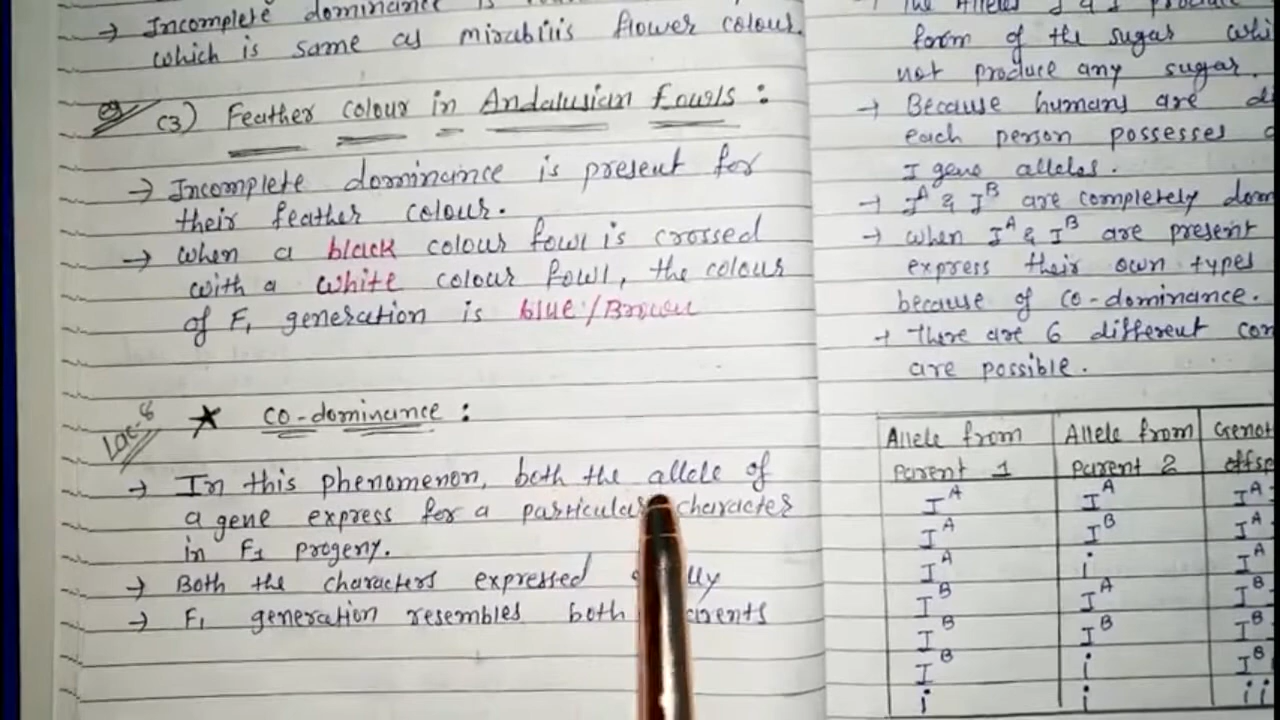 → Incomplete dominance is
which is same as mirabilis flower colour.
(3) Feather colour in Andalusian Fowls :
→ Incomplete dominance is present for
their feather colour.
→ when a black colour fowl is crossed
with a white colour fowl, the colour
of F1 generation is blue/Brown
Lac-8
★ Co-dominance :
→ In this phenomenon, both the allele of
a gene express for a particular character
in F1 progeny.
→ Both the characters expressed
→ F1 generation resembles both
→ The Alleles
form of the sugar
not produce any sugar.
→ Because humans are
each person possesses
I gene alleles.
→ I^A & I^B are completely
→ when I^A & I^B are present
express their own types
because of co-dominance.
→ There are 6 different
are possible.
Allele from Parent 1 Allele from Parent 2
I^A I^A I^A
I^A I^B I^A
I^A i I^A
I^B I^A I^B
I^B I^B I^B
I^B i I^B
i i ii